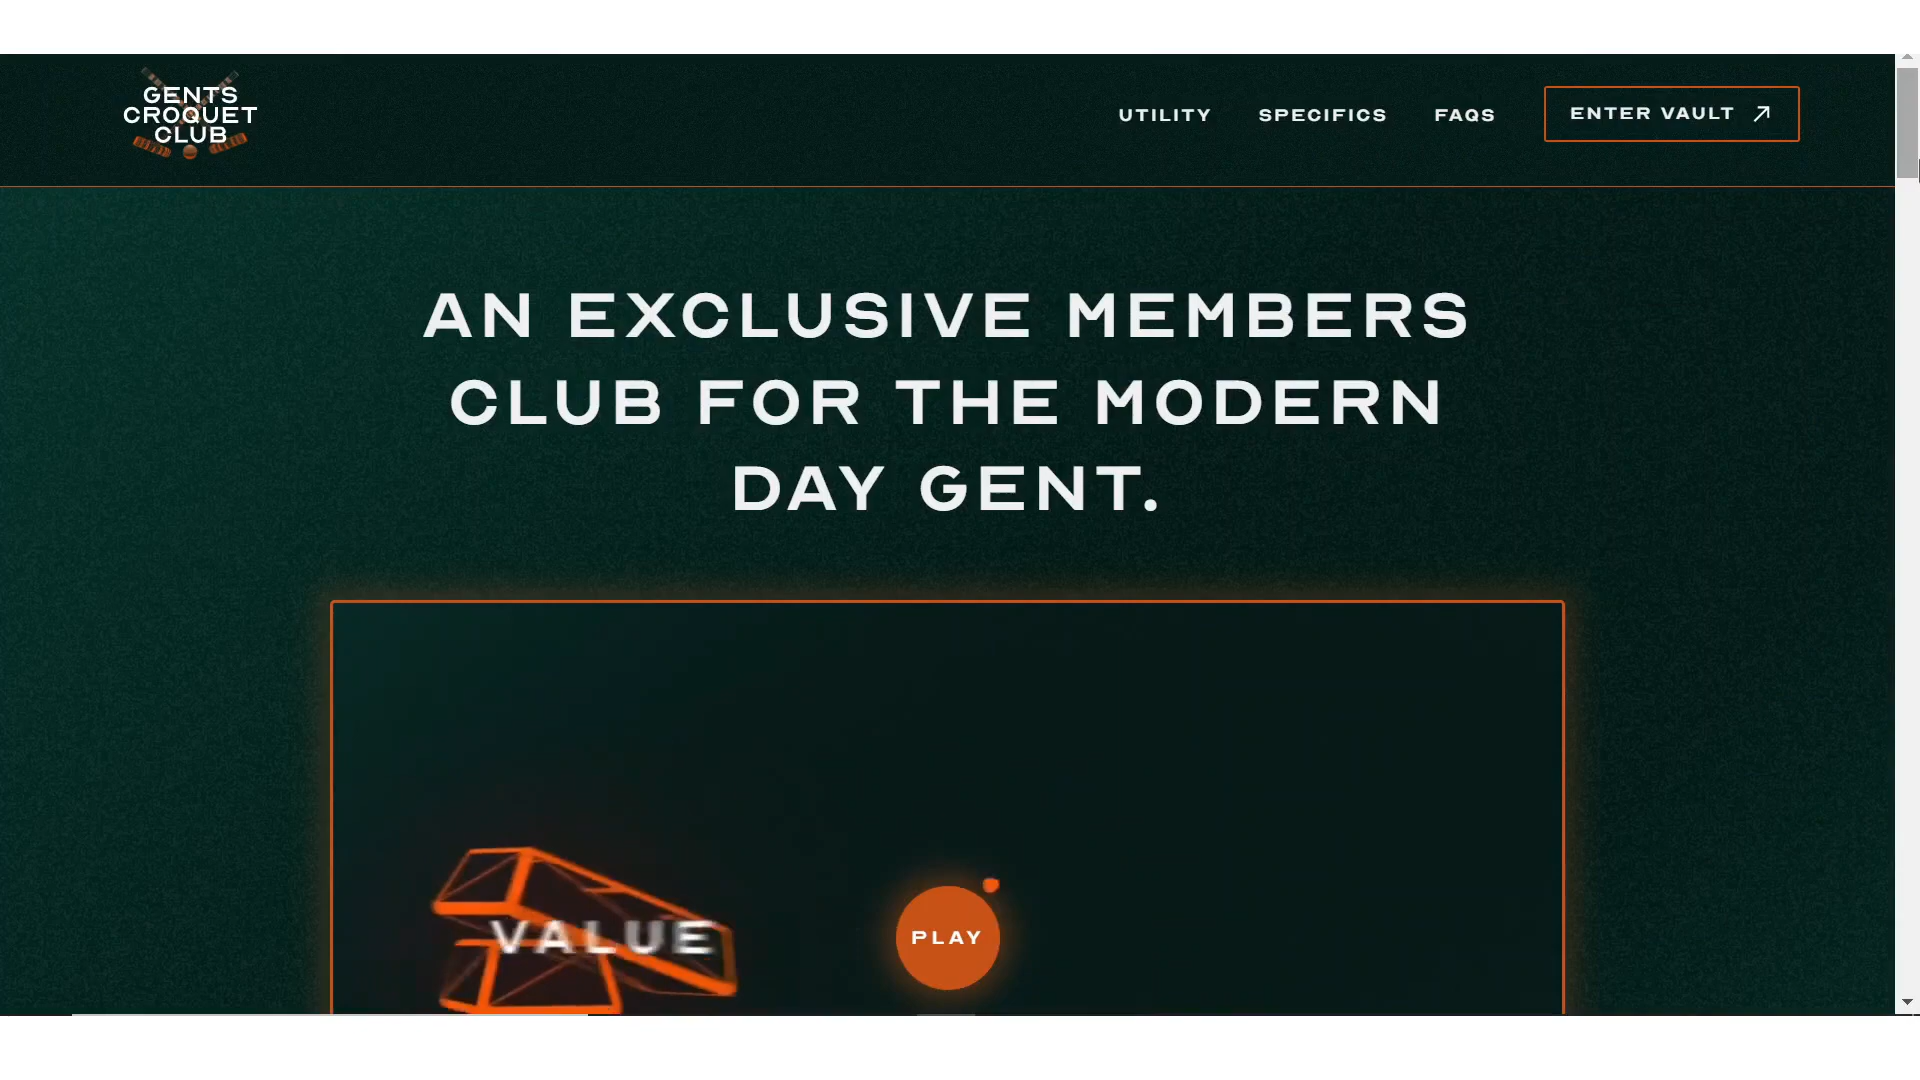 GENTS
CROQUET
CLUB
UTILITY
SPECIFICS
FAQS
ENTER VAULT
AN EXCLUSIVE MEMBERS
CLUB FOR THE MODERN
DAY GENT.
VALUE
PLAY